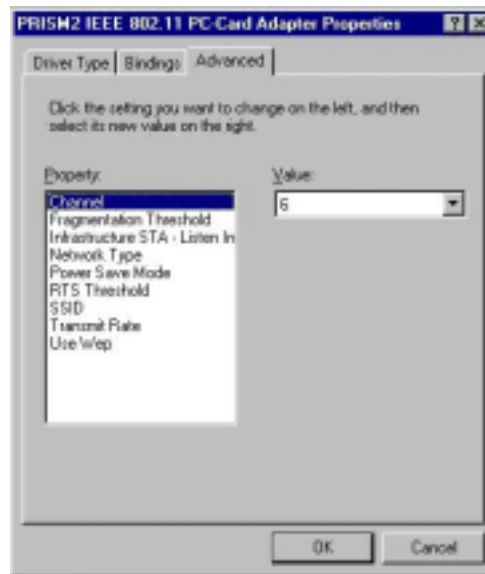 PRISM2 IEEE 802.11 PC-Card Adapter Properties
Driver Type Bindings Advanced
Click the setting you want to change on the left, and then
select its new value on the right.
Property:
Channel
Fragmentation Threshold
Infrastructure STA - Listen In
Network Type
Power Save Mode
RTS Threshold
SSID
Transmit Rate
Use Wep
Value:
6
OK Cancel